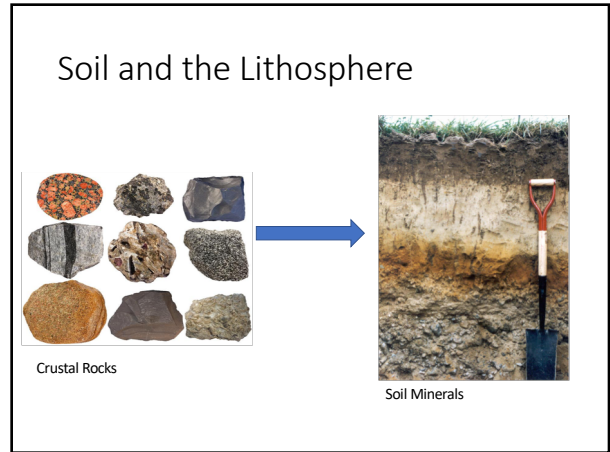 Soil and the Lithosphere
Crustal Rocks
Soil Minerals